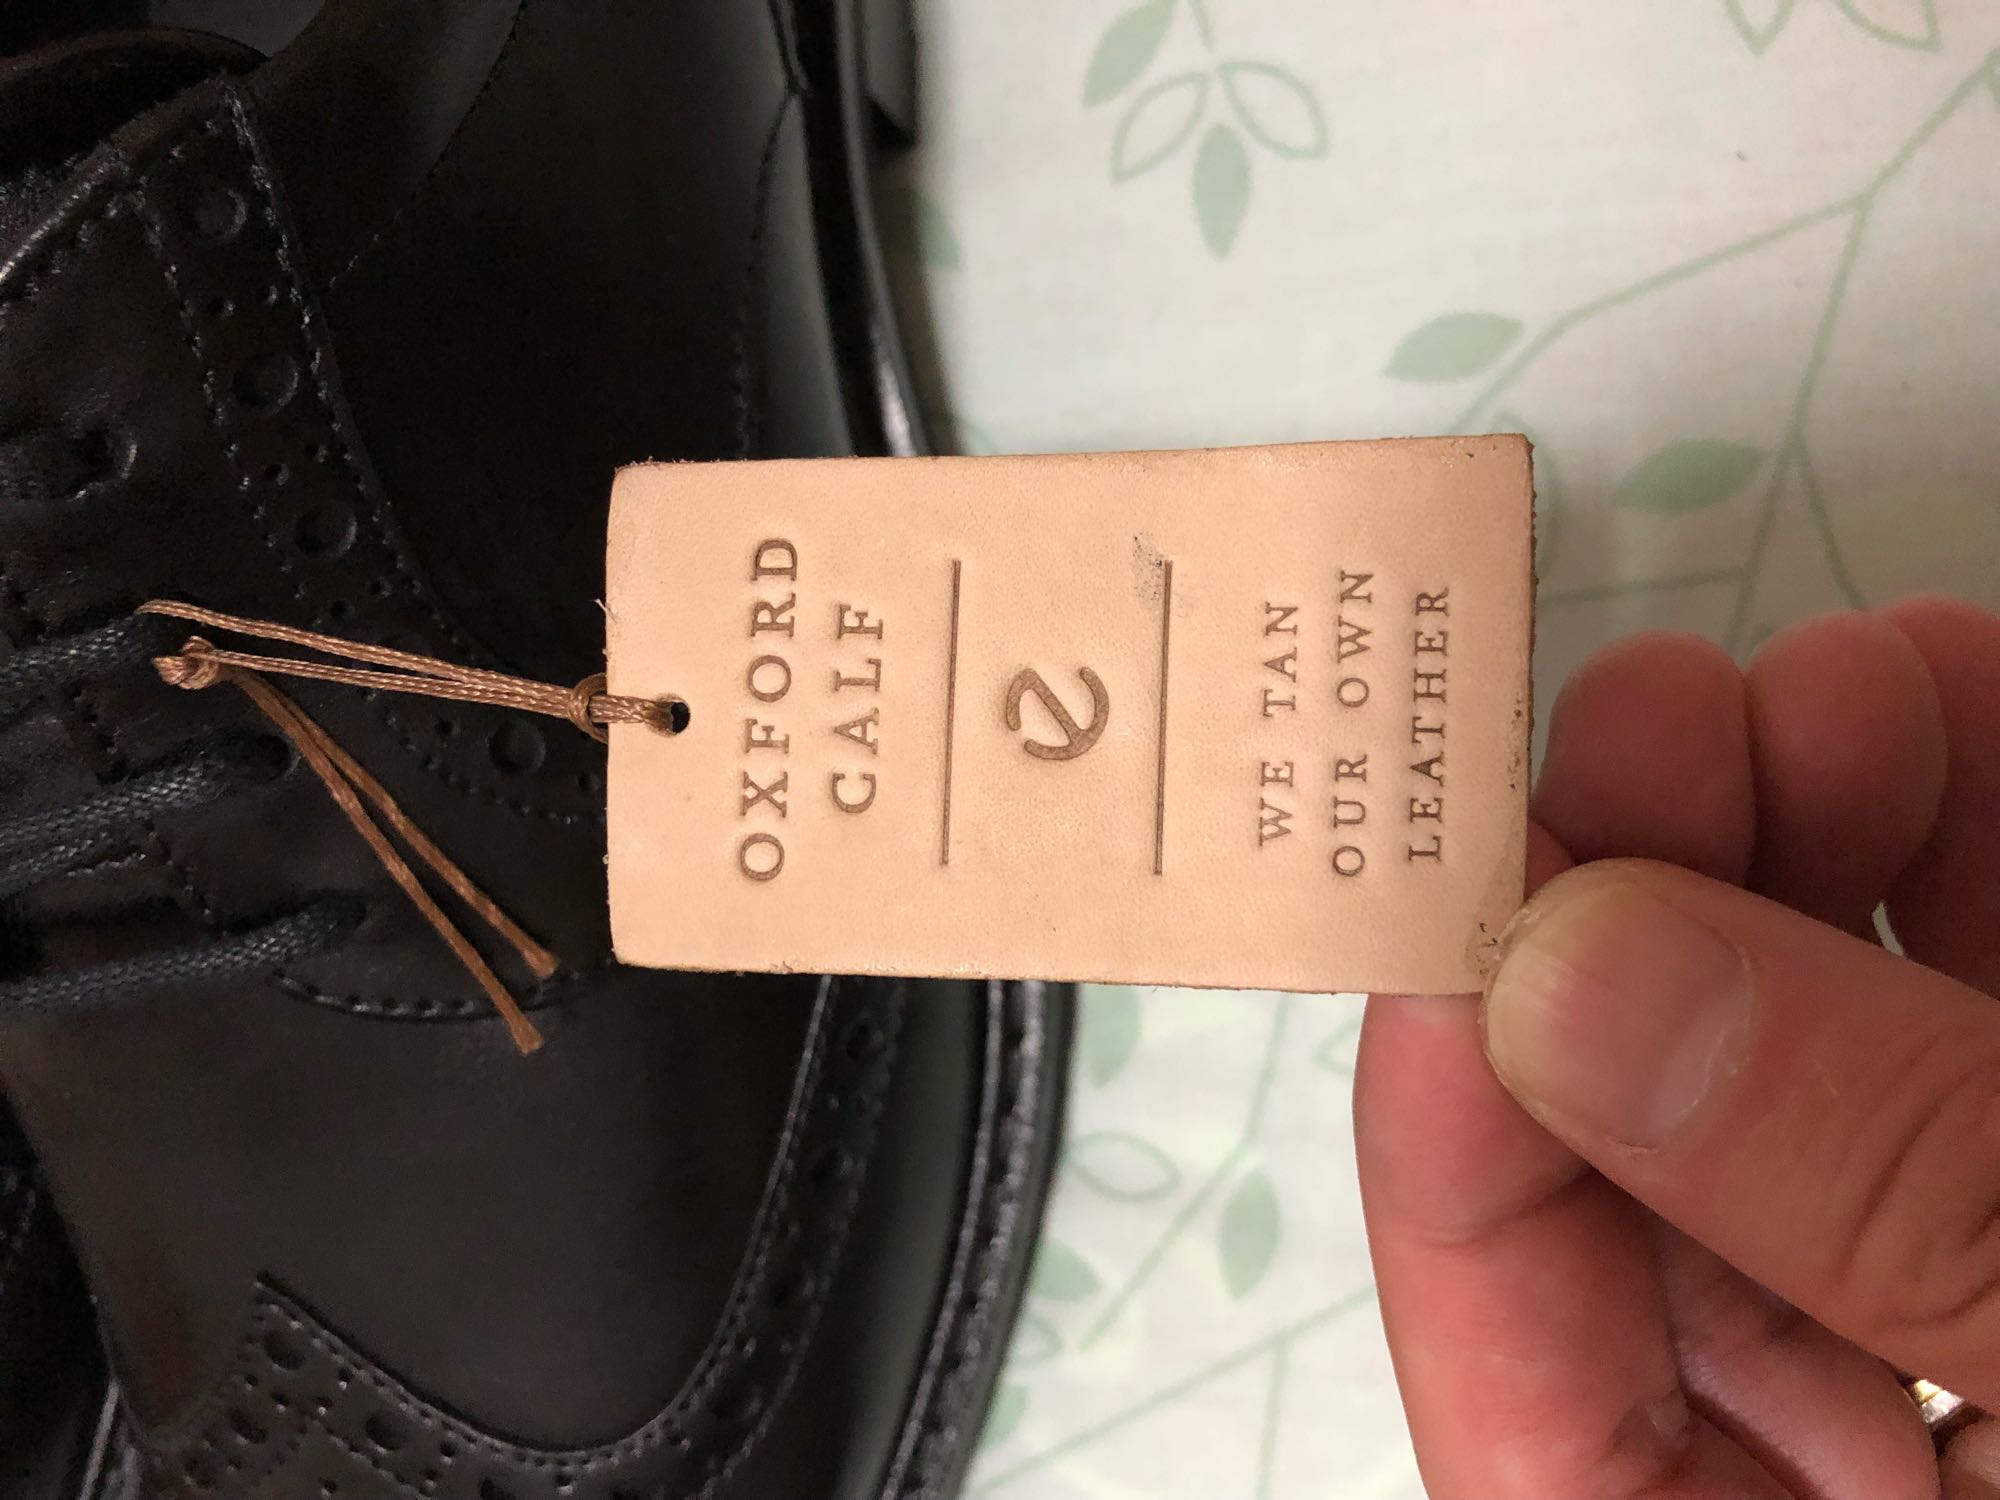 OXFORD
CALF
e
WE TAN
OUR OWN
LEATHER